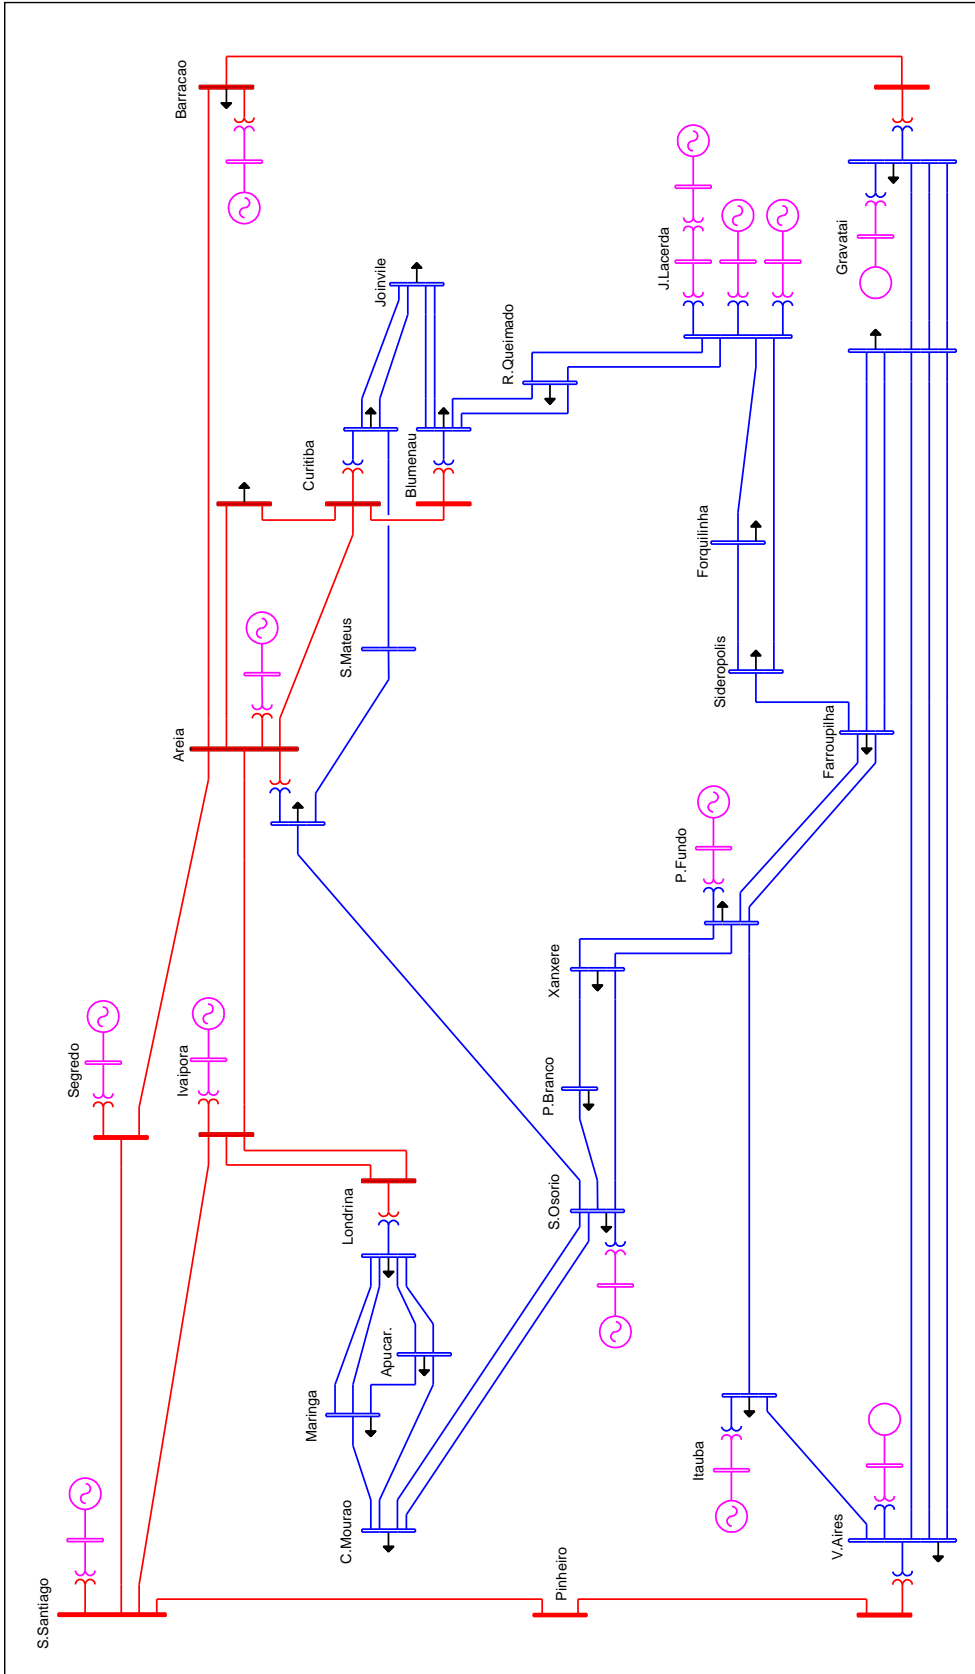 S.Santiago
Segredo
Ivaipora
Areia
Barracao
Londrina
Maringa
Apucar.
C.Mourao
Curitiba
Joinvile
Blumenau
S.Mateus
R.Queimado
S.Osorio
P.Branco
Xanxere
P.Fundo
Pinheiro
J.Lacerda
Forquilinha
Sideropolis
Farroupilha
Gravatai
Itauba
V.Aires